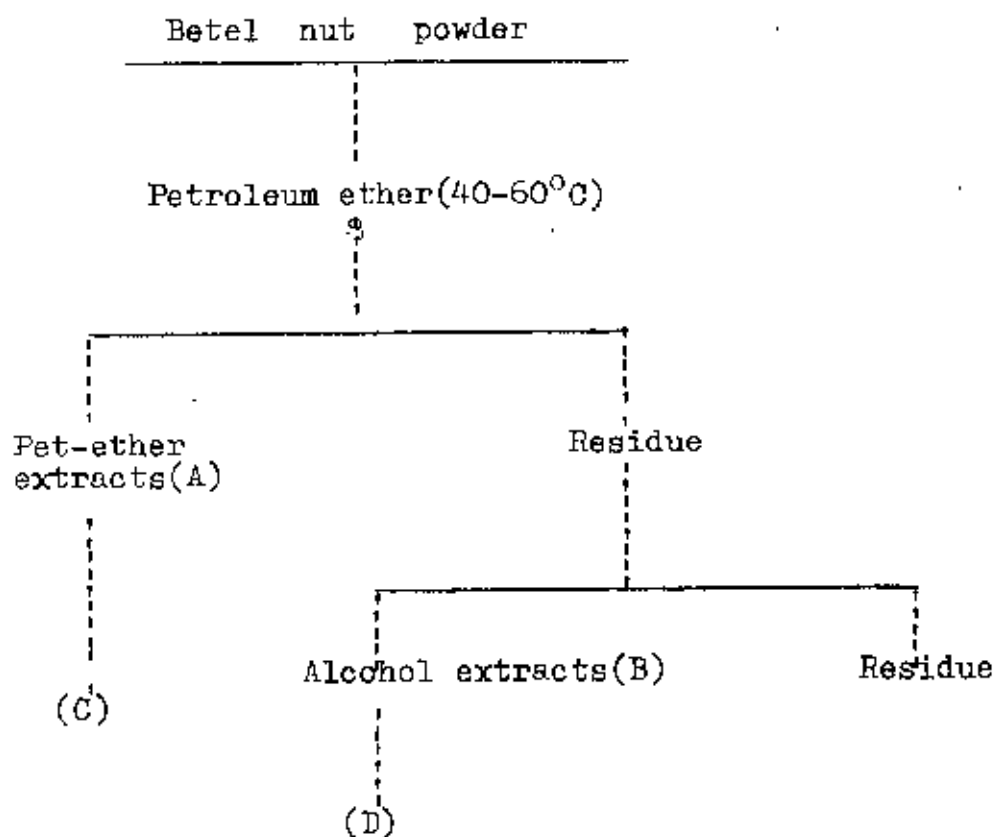 Betel nut powder
Petroleum ether(40-60°C)
Pet-ether
extracts(A)
Residue
Alcohol extracts(B)
Residue
(C)
(D)